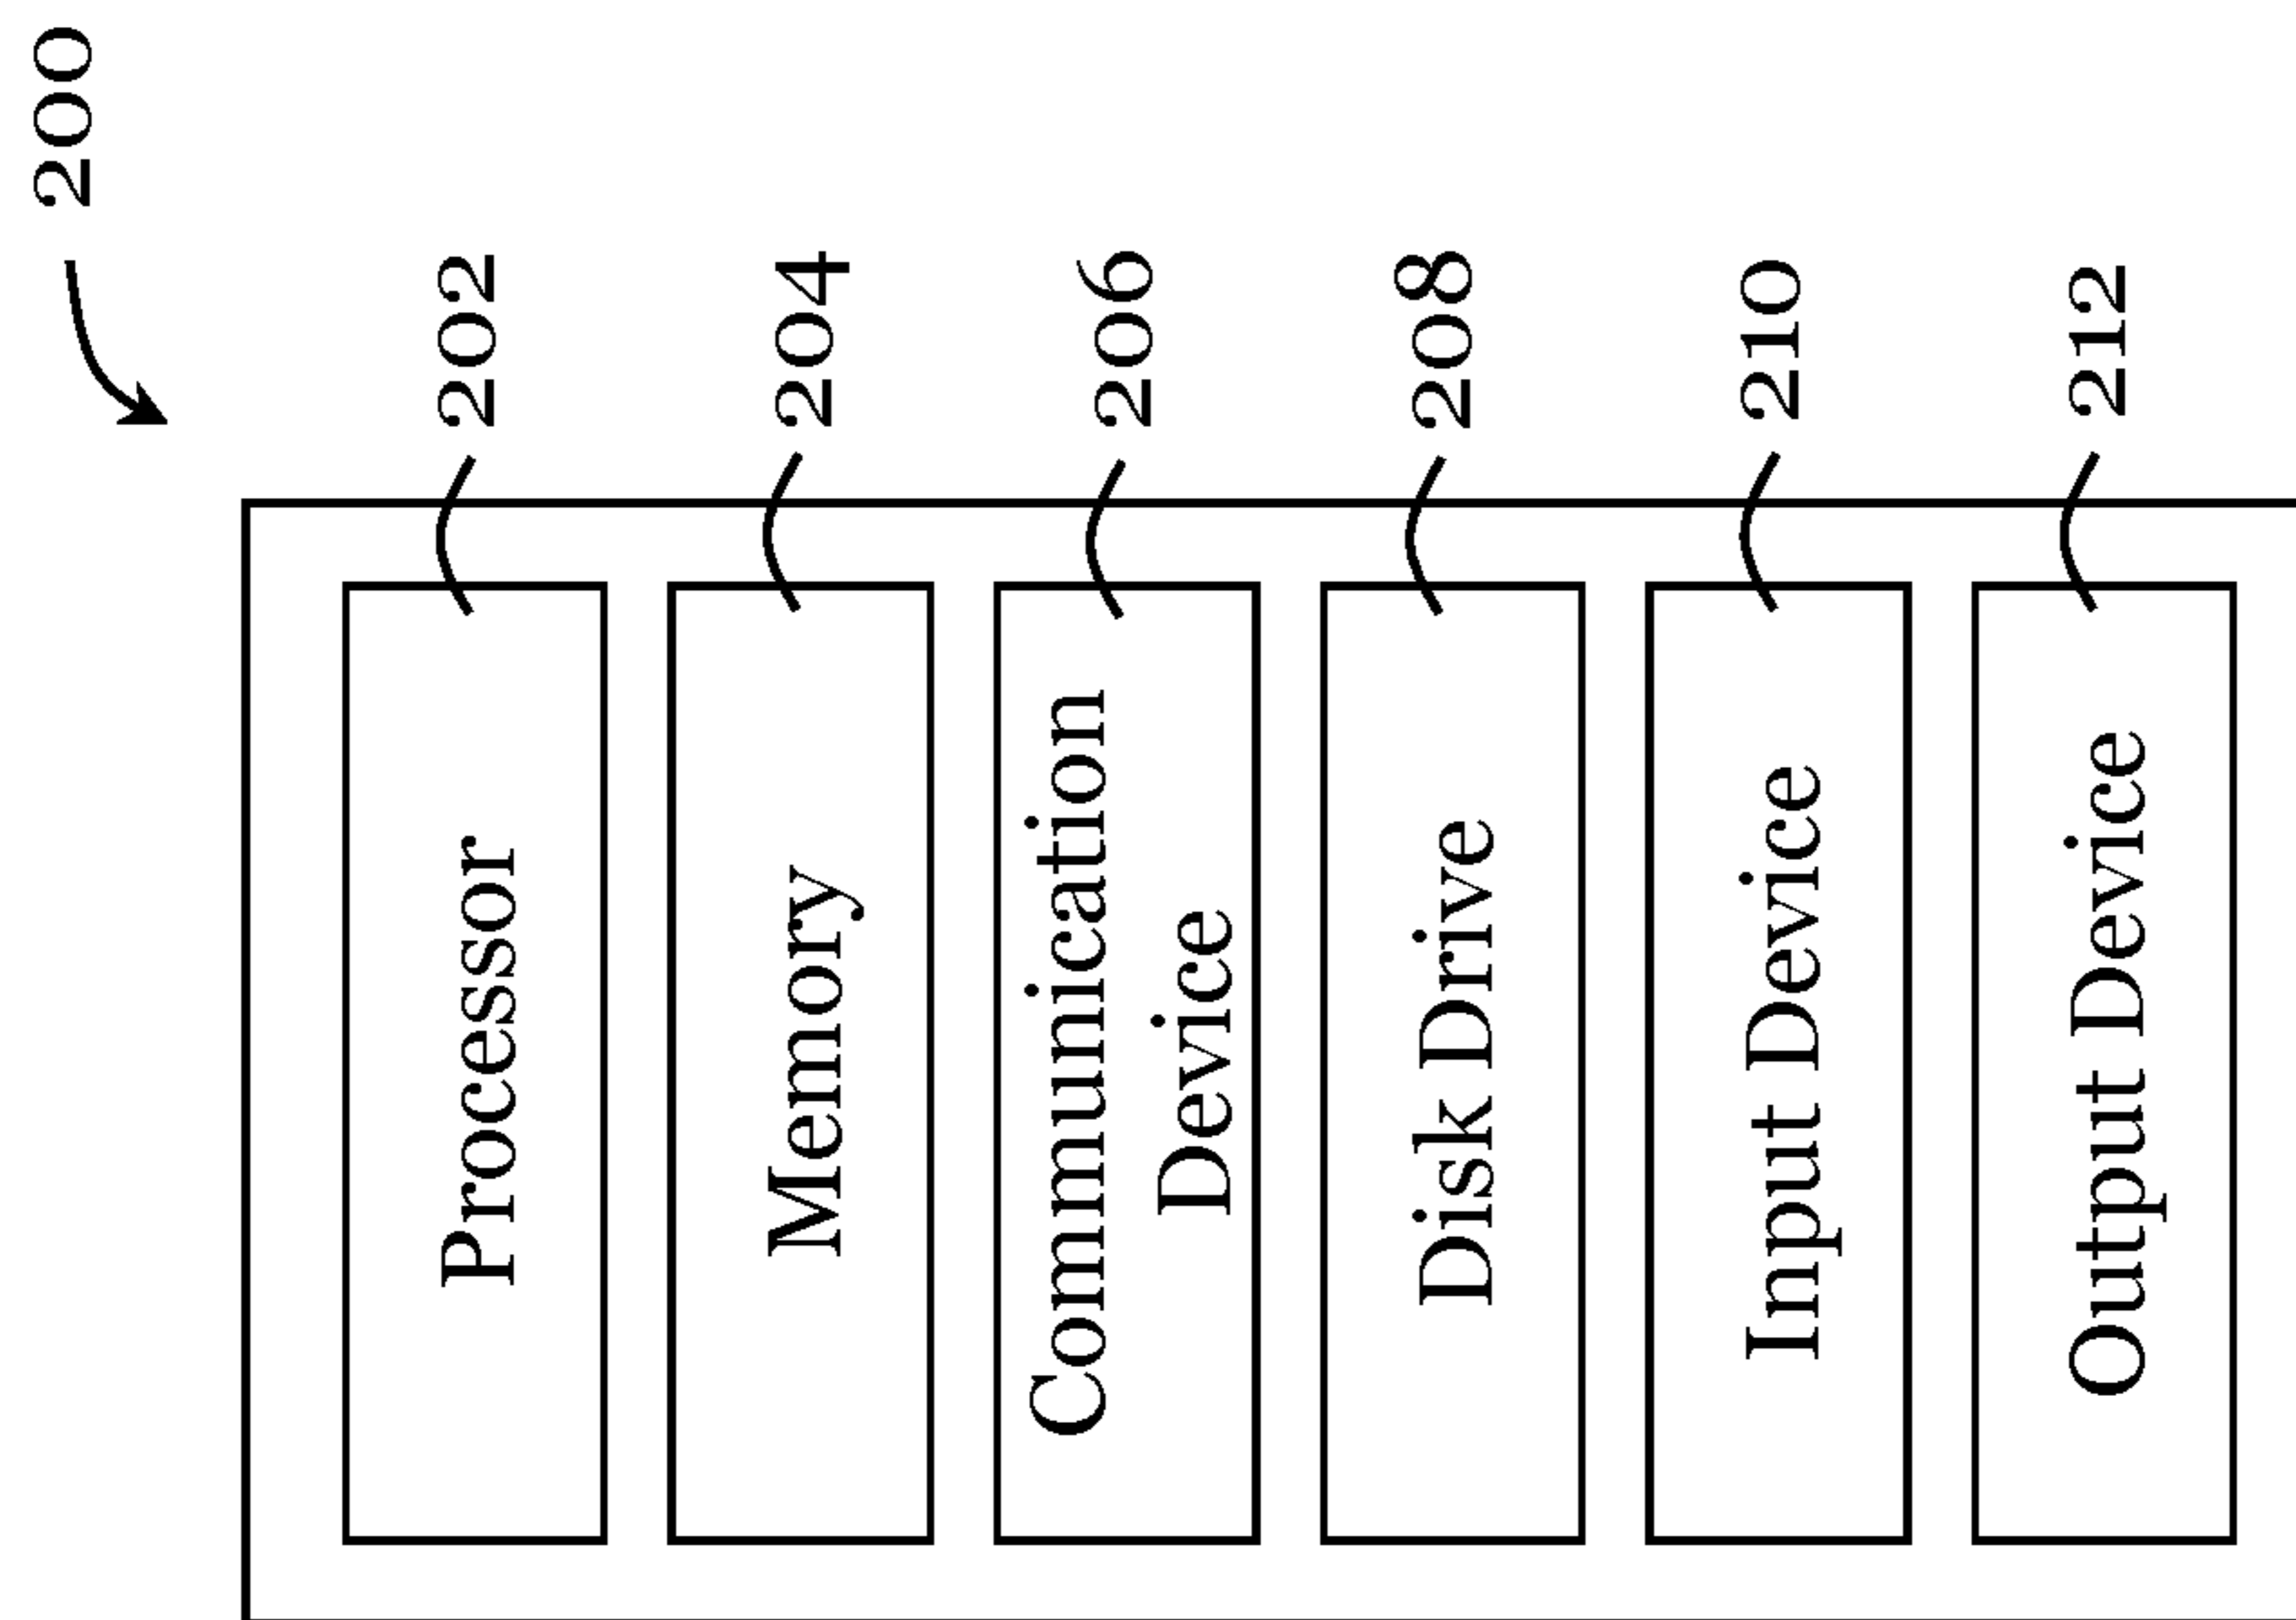 200
Processor
202
Memory
204
Communication
Device
206
Disk Drive
208
Input Device
210
Output Device
212